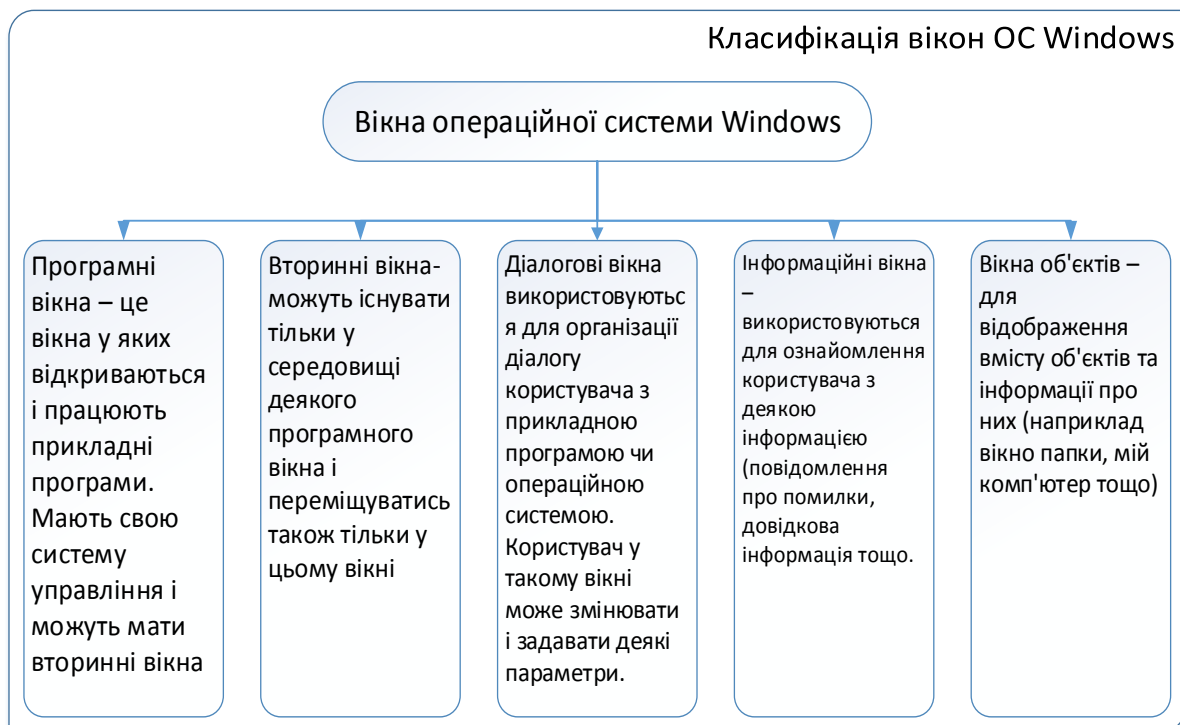 Класифікація вікон ОС Windows
Вікна операційної системи Windows
Програмні
вікна – це
вікна у яких
відкриваються
і працюють
прикладні
програми.
Мають свою
систему
управління і
можуть мати
вторинні вікна
Вторинні вікна-
можуть існувати
тільки у
середовищі
деякого
програмного
вікна і
переміщуватись
також тільки у
цьому вікні
Діалогові вікна
використовуютьс
я для організації
діалогу
користувача з
прикладною
програмою чи
операційною
системою.
Користувач у
такому вікні
може змінювати
і задавати деякі
параметри.
Інформаційні вікна
–
використовуються
для ознайомлення
користувача з
деякою
інформацією
(повідомлення
про помилки,
довідкова
інформація тощо.
Вікна об'єктів –
для
відображення
вмісту об'єктів та
інформації про
них (наприклад
вікно папки, мій
комп'ютер тощо)